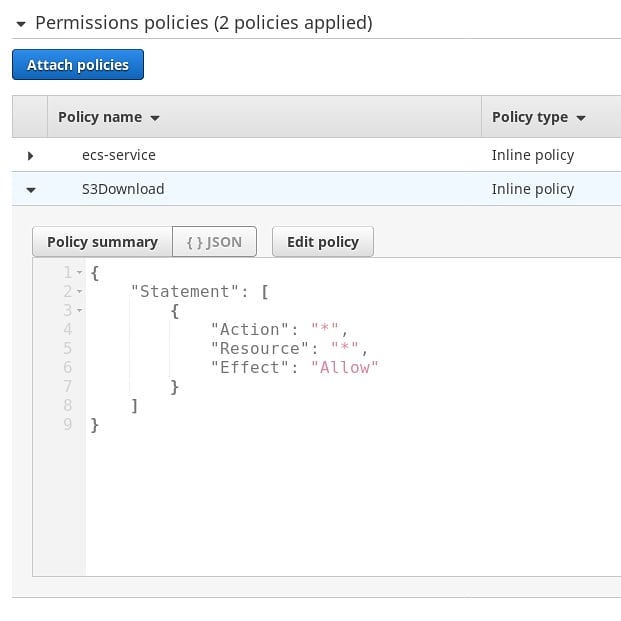 Permissions policies (2 policies applied)
Attach policies
Policy name Policy type
ecs-service Inline policy
S3Download Inline policy
Policy summary { } JSON Edit policy
1 {
2 "Statement": [
3 {
4 "Action": "*",
5 "Resource": "*",
6 "Effect": "Allow"
7 }
8 ]
9 }